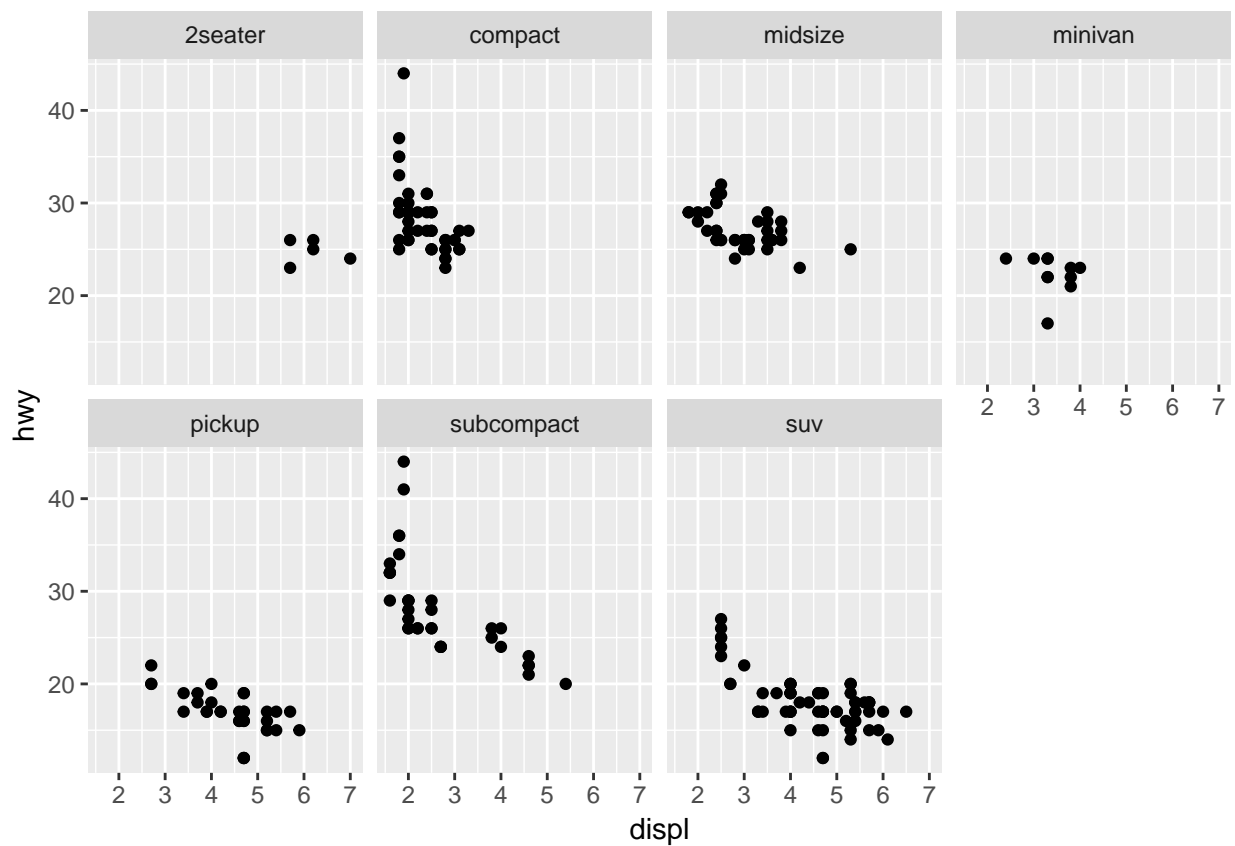 2seater compact midsize minivan
40
30
20
2 3 4 5 6 7
hwy
pickup subcompact suv
40
30
20
2 3 4 5 6 7 2 3 4 5 6 7 2 3 4 5 6 7
displ